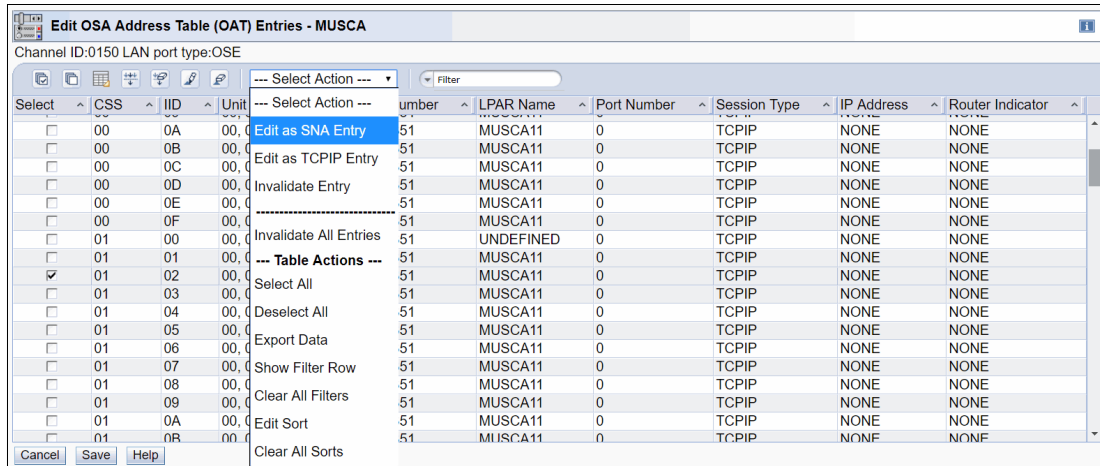 Edit OSA Address Table (OAT) Entries - MUSCA
Channel ID:0150 LAN port type:OSE
--- Select Action --- Filter
Select CSS IID Unit umber LPAR Name Port Number Session Type IP Address Router Indicator
--- Select Action ---
Edit as SNA Entry
Edit as TCPIP Entry
Invalidate Entry
------------------------------
Invalidate All Entries
--- Table Actions ---
Select All
Deselect All
Export Data
Show Filter Row
Clear All Filters
Edit Sort
Clear All Sorts
00 0A 00, 51 MUSCA11 0 TCPIP NONE NONE
00 0B 00, 51 MUSCA11 0 TCPIP NONE NONE
00 0C 00, 51 MUSCA11 0 TCPIP NONE NONE
00 0D 00, 51 MUSCA11 0 TCPIP NONE NONE
00 0E 00, 51 MUSCA11 0 TCPIP NONE NONE
00 0F 00, 51 MUSCA11 0 TCPIP NONE NONE
01 00 00, 51 UNDEFINED 0 TCPIP NONE NONE
01 01 00, 51 MUSCA11 0 TCPIP NONE NONE
01 02 00, 51 MUSCA11 0 TCPIP NONE NONE
01 03 00, 51 MUSCA11 0 TCPIP NONE NONE
01 04 00, 51 MUSCA11 0 TCPIP NONE NONE
01 05 00, 51 MUSCA11 0 TCPIP NONE NONE
01 06 00, 51 MUSCA11 0 TCPIP NONE NONE
01 07 00, 51 MUSCA11 0 TCPIP NONE NONE
01 08 00, 51 MUSCA11 0 TCPIP NONE NONE
01 09 00, 51 MUSCA11 0 TCPIP NONE NONE
01 0A 00, 51 MUSCA11 0 TCPIP NONE NONE
01 0B 00, 51 MUSCA11 0 TCPIP NONE NONE
Cancel Save Help